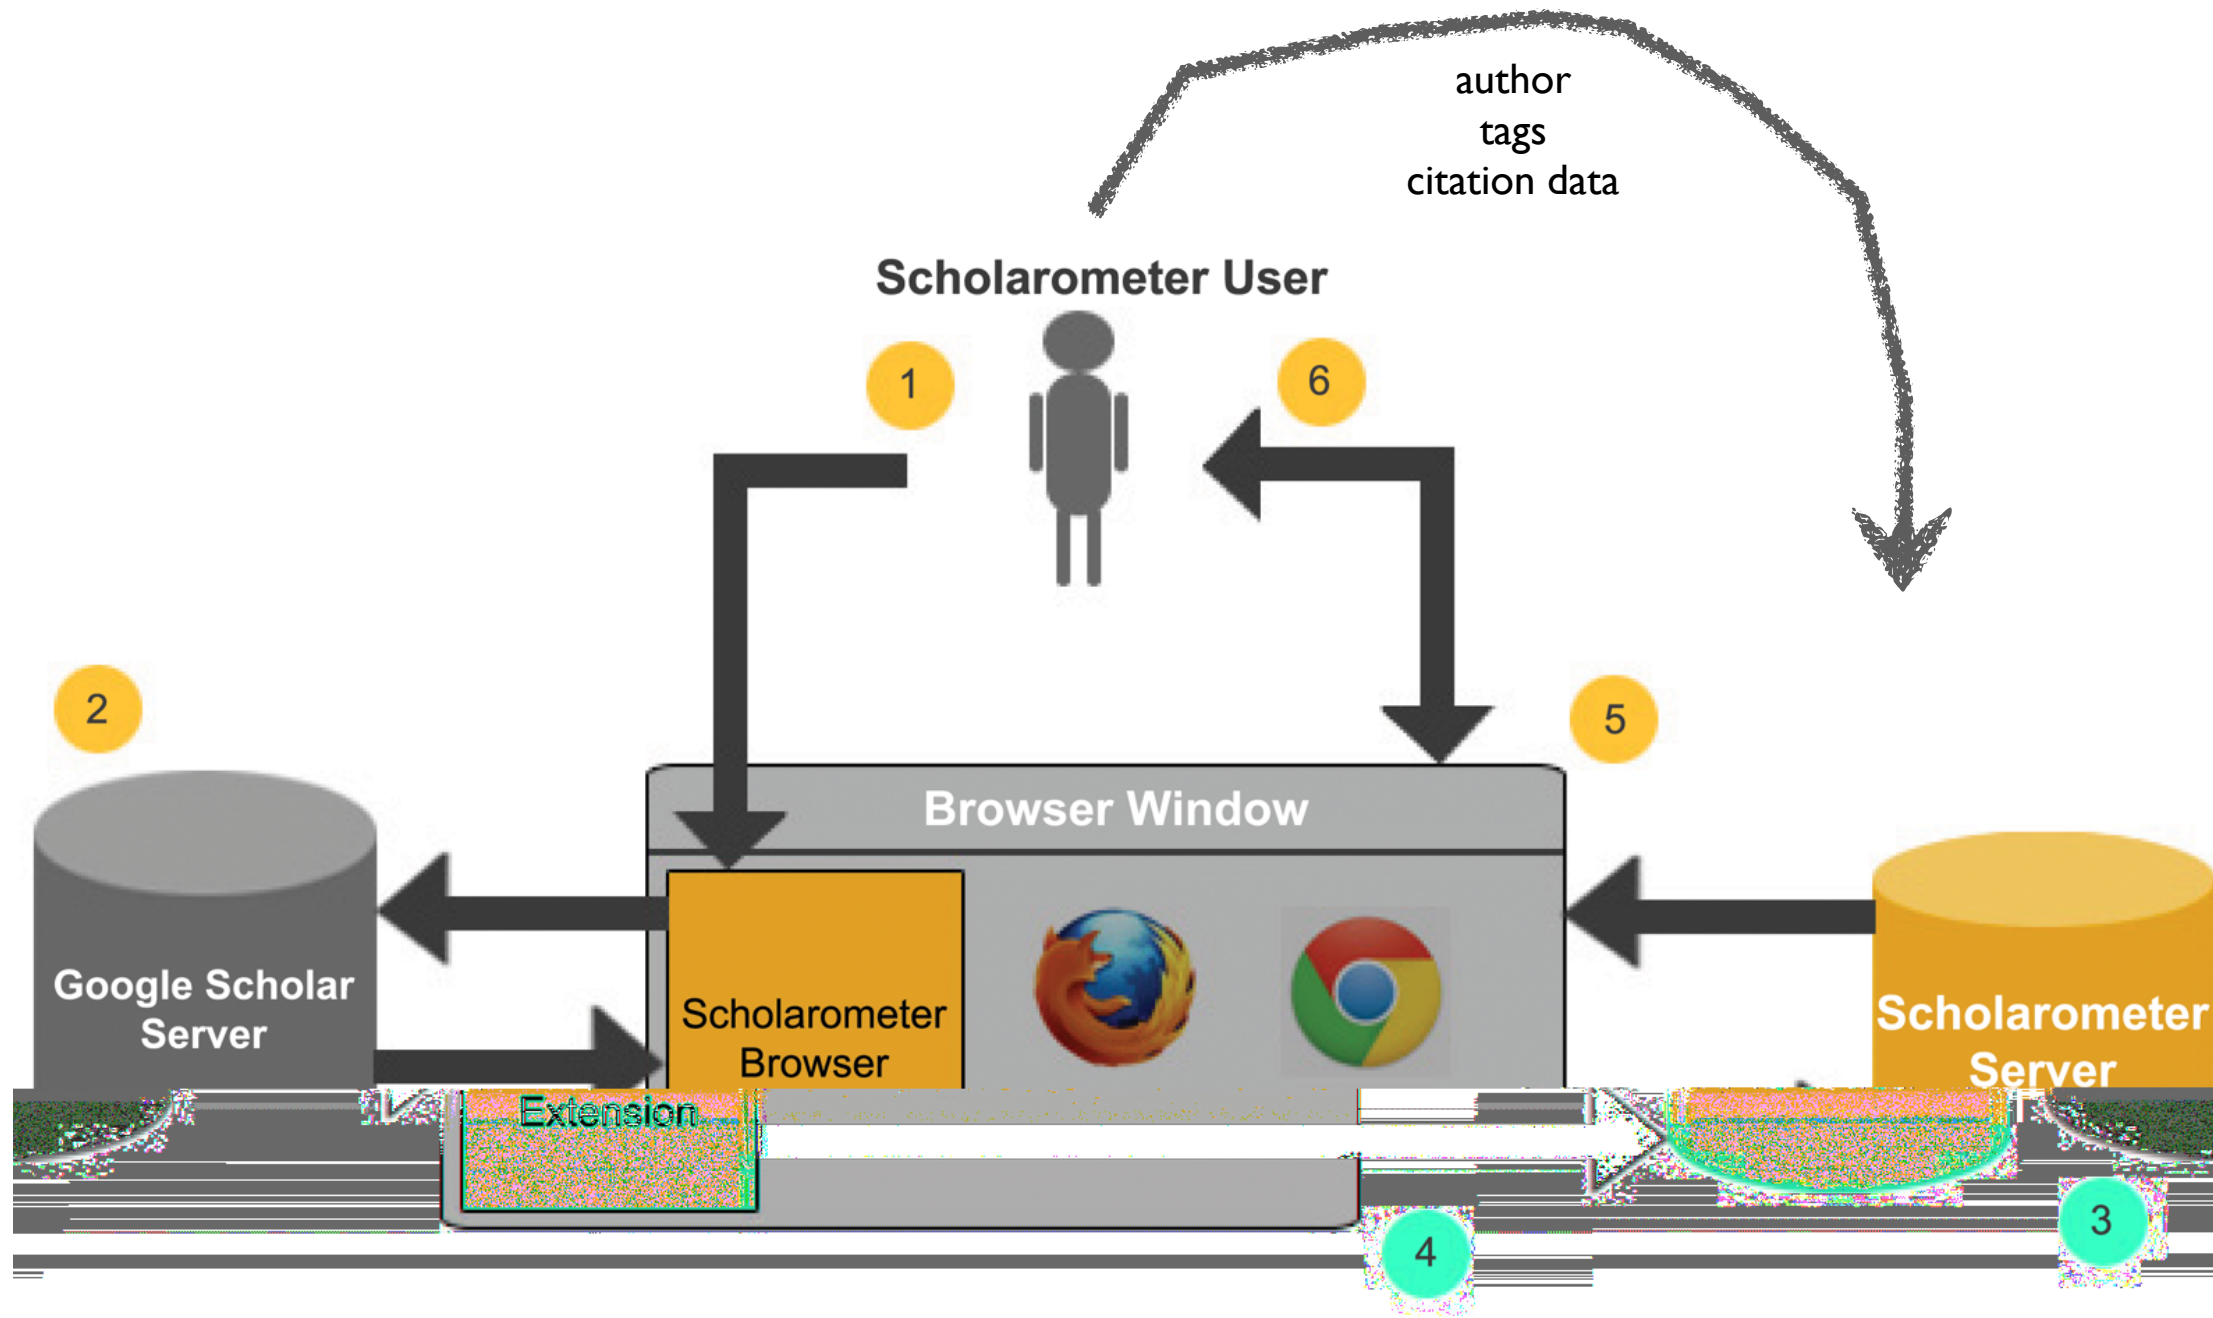 author
tags
citation data
Scholarometer User
1
6
2
5
Browser Window
Google Scholar
Server
Scholarometer
Browser
Extension
Scholarometer
Server
4
3